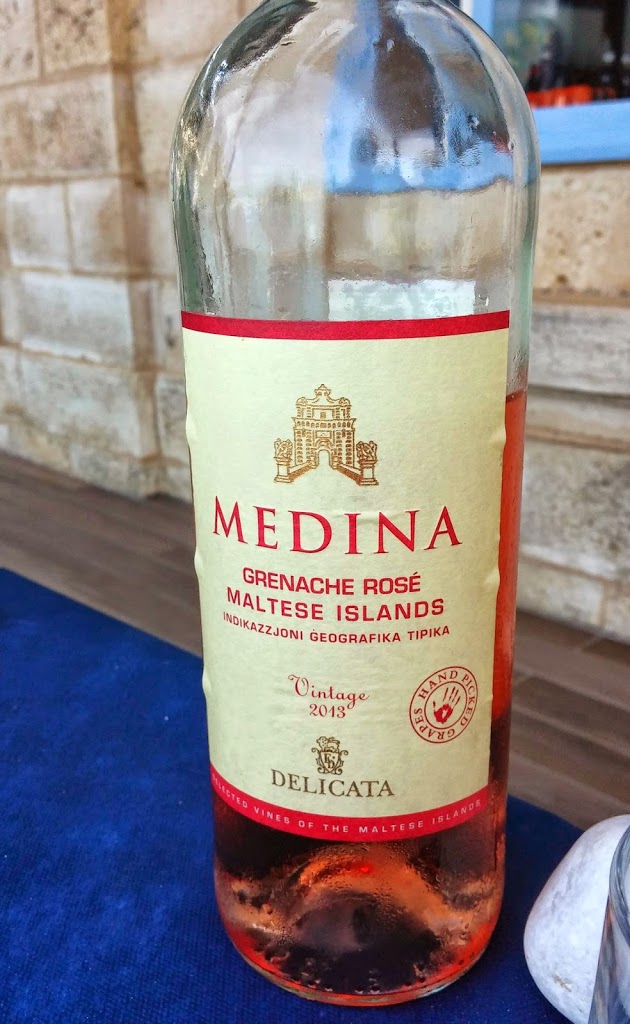 MEDINA
GRENACHE ROSÉ
MALTESE ISLANDS
INDIKAZZJONI ĠEOGRAFIKA TIPIKA
Vintage
2013
HAND PICKED GRAPES
DELICATA
SELECTED VINES OF THE MALTESE ISLANDS